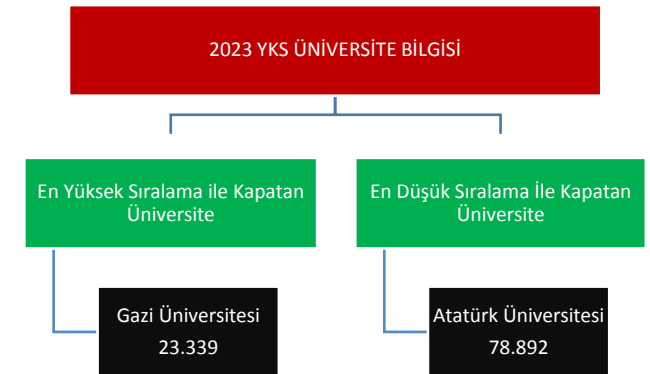 2023 YKS ÜNİVERSİTE BİLGİSİ
En Yüksek Sıralama ile Kapatan
Üniversite
Gazi Üniversitesi
23.339
En Düşük Sıralama İle Kapatan
Üniversite
Atatürk Üniversitesi
78.892